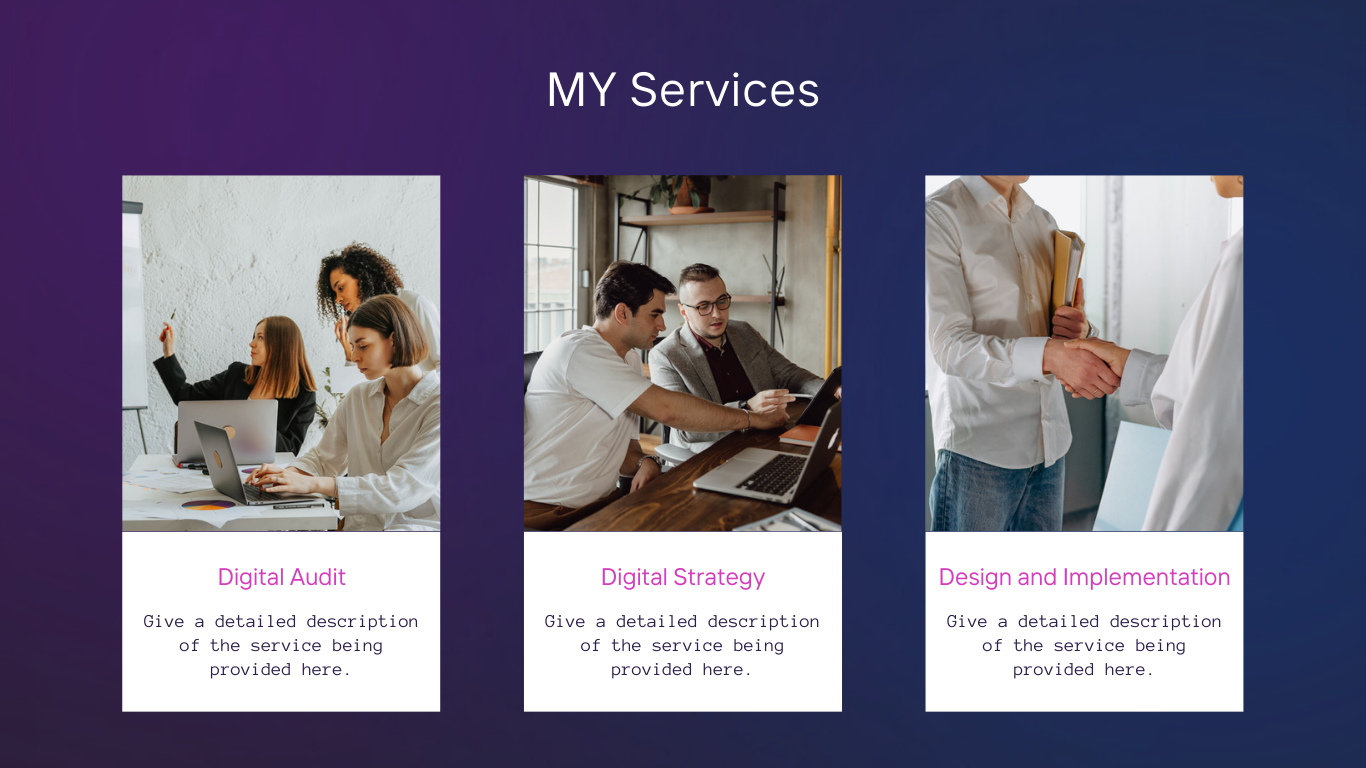 MY Services
Digital Audit
Give a detailed description
of the service being
provided here.
Digital Strategy
Give a detailed description
of the service being
provided here.
Design and Implementation
Give a detailed description
of the service being
provided here.